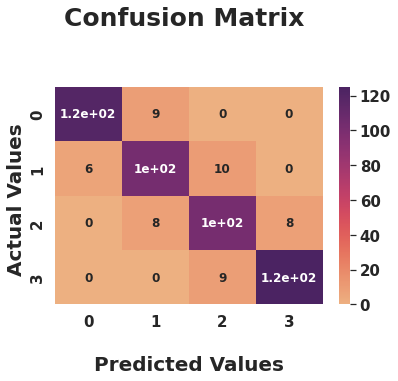 Confusion Matrix
Actual Values
0 1.2e+02 9 0 0
1 6 1e+02 10 0
2 0 8 1e+02 8
3 0 0 9 1.2e+02
0 1 2 3
Predicted Values
120
100
80
60
40
20
0